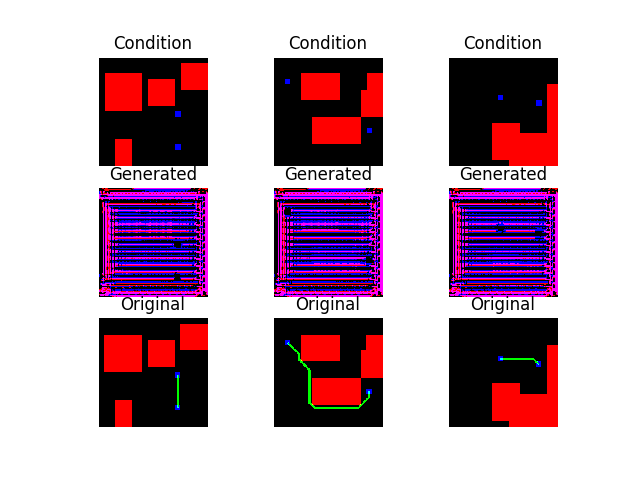 Condition Condition Condition
Generated Generated Generated
Original Original Original